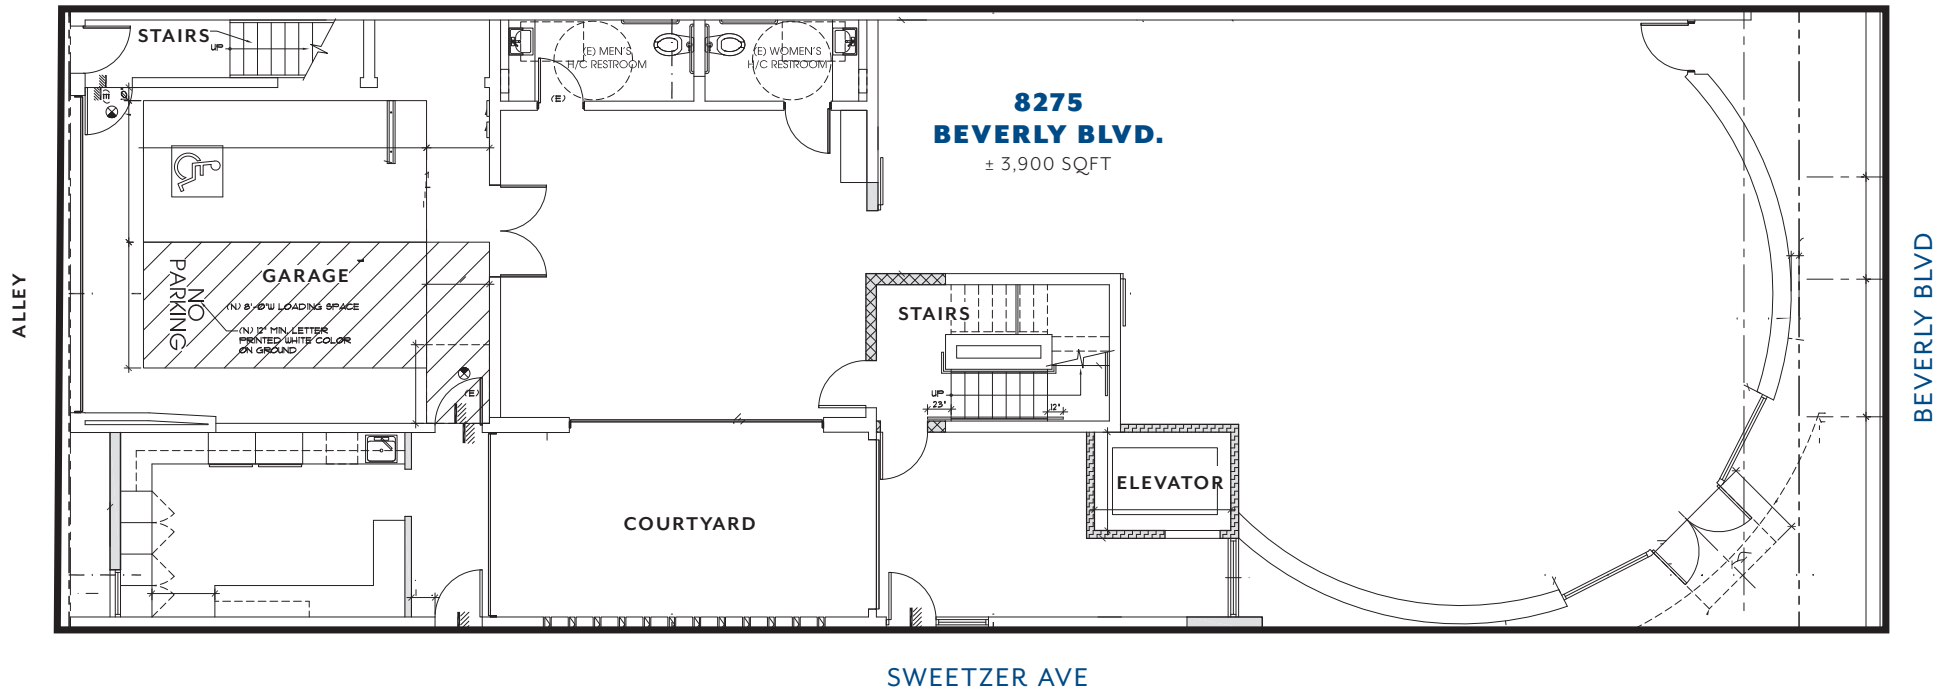 STAIRS
UP
(E) MEN'S
H/C RESTROOM
(E) WOMEN'S
H/C RESTROOM
(E)
(E)
8275
BEVERLY BLVD.
± 3,900 SQFT
GARAGE
NO
PARKING
(N) 8'-0"W LOADING SPACE
(N) 12" MIN. LETTER
PRINTED WHITE COLOR
ON GROUND
(E)
STAIRS
UP
23"
12"
ELEVATOR
COURTYARD
ALLEY
BEVERLY BLVD
SWEETZER AVE